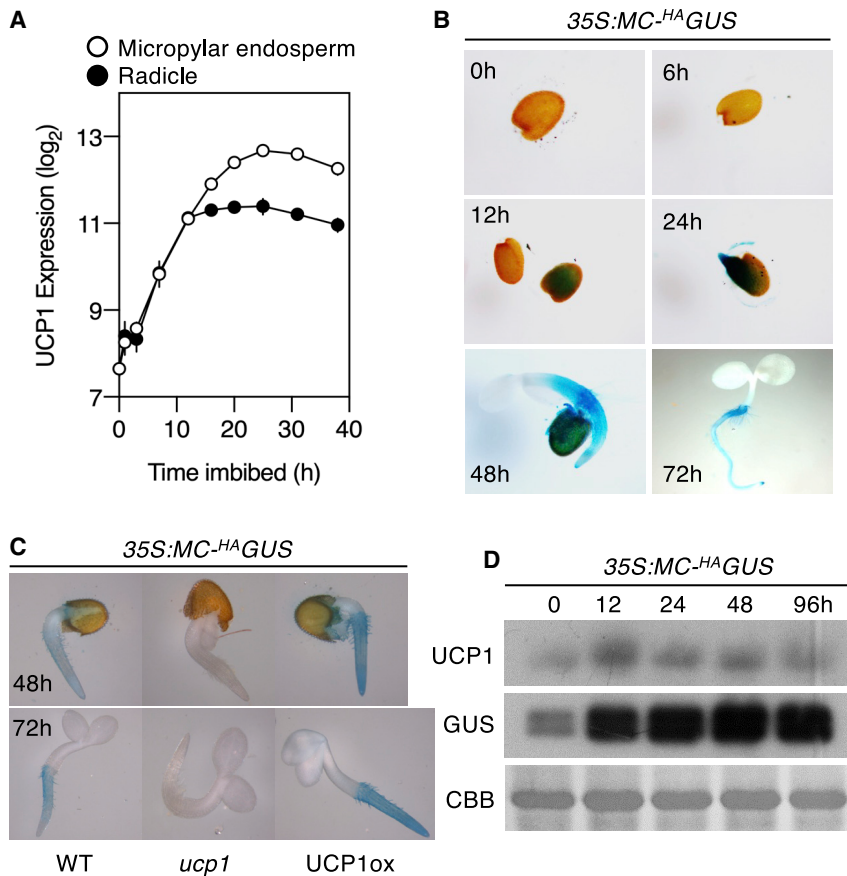 A
Micropylar endosperm
Radicle
UCP1 Expression (log2)
13
11
9
7
0 10 20 30 40
Time imbibed (h)
B
35S:MC-HAGUS
0h 6h
12h 24h
48h 72h
C
35S:MC-HAGUS
48h
72h
WT ucp1 UCP1ox
D
35S:MC-HAGUS
0 12 24 48 96h
UCP1
GUS
CBB